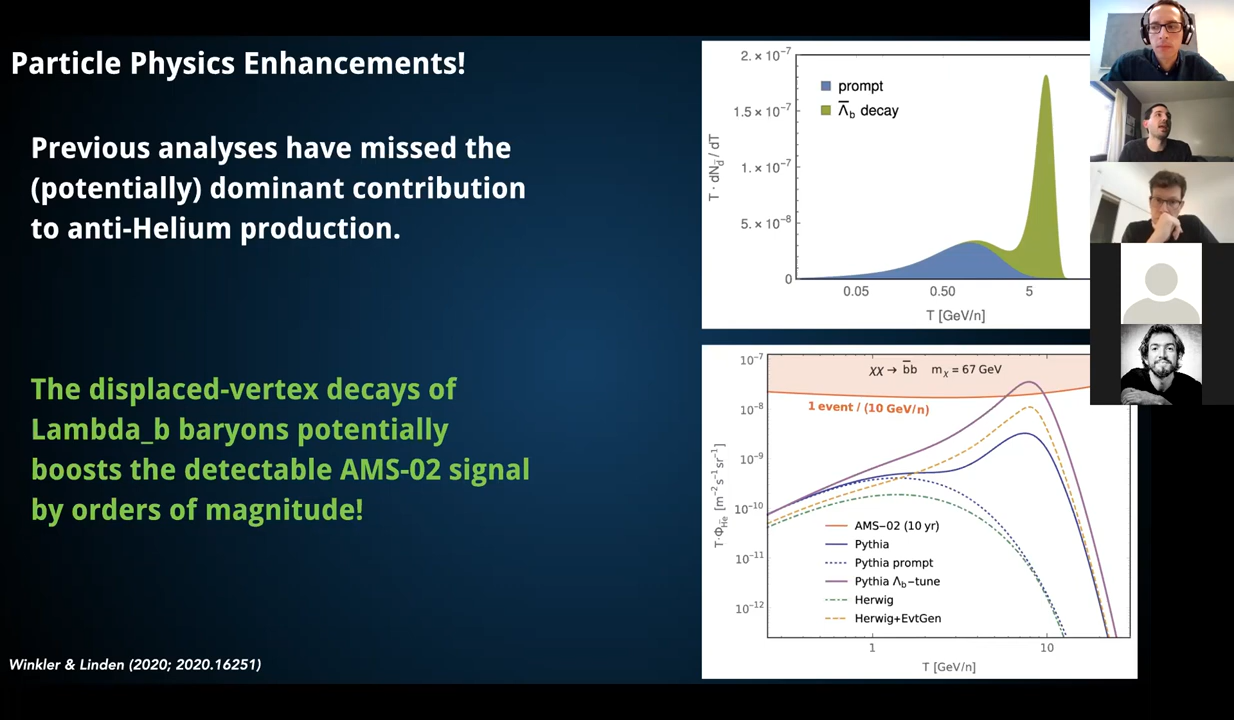 Particle Physics Enhancements!
Previous analyses have missed the
(potentially) dominant contribution
to anti-Helium production.
The displaced-vertex decays of
Lambda_b baryons potentially
boosts the detectable AMS-02 signal
by orders of magnitude!
Winkler & Linden (2020; 2020.16251)
2. × 10⁻⁷
1.5 × 10⁻⁷
1. × 10⁻⁷
5. × 10⁻⁸
0
T · dN_d̄ / dT
prompt
Λ̄_b decay
0.05
0.50
5
T [GeV/n]
χχ → b̄b m_χ = 67 GeV
1 event / (10 GeV/n)
10⁻⁷
10⁻⁸
10⁻⁹
10⁻¹⁰
10⁻¹¹
10⁻¹²
T·Φ_H̄e [m⁻² s⁻¹ sr⁻¹]
AMS−02 (10 yr)
Pythia
Pythia prompt
Pythia Λ_b−tune
Herwig
Herwig+EvtGen
1
10
T [GeV/n]